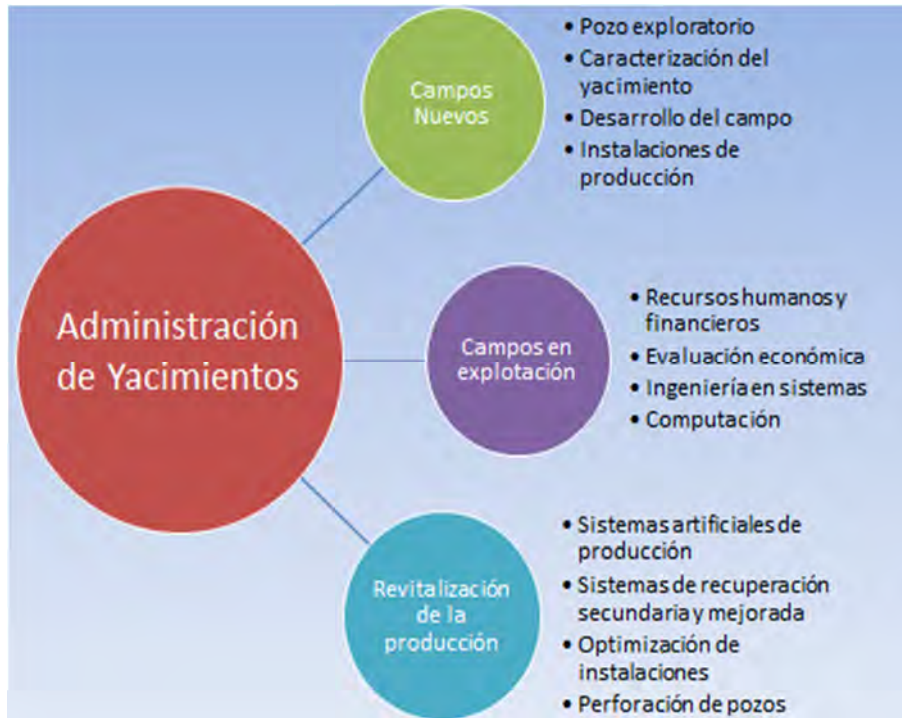 Administración
de Yacimientos
Campos
Nuevos
• Pozo exploratorio
• Caracterización del
yacimiento
• Desarrollo del campo
• Instalaciones de
producción
Campos en
explotación
• Recursos humanos y
financieros
• Evaluación económica
• Ingeniería en sistemas
• Computación
Revitalización
de la
producción
• Sistemas artificiales de
producción
• Sistemas de recuperación
secundaria y mejorada
• Optimización de
instalaciones
• Perforación de pozos